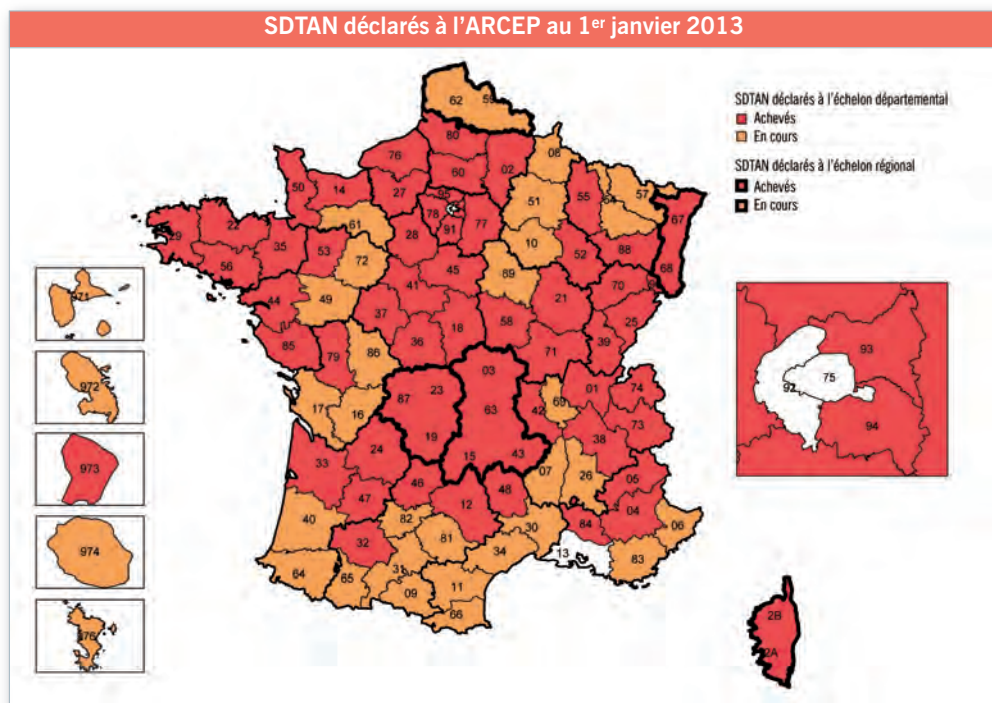 SDTAN déclarés à l'ARCEP au 1er janvier 2013
SDTAN déclarés à l'échelon départemental
Achevés
En cours
SDTAN déclarés à l'échelon régional
Achevés
En cours
62 59
80
76 02 08
60
50 14 27 95 51 55 54 57 67
78 77
61 91
29 22 35 53 28 10 52 88 68
56 72 45 89 70
41
44 49 21 25
37 18 58
85 36 39
79 86 71
03
17 16 87 23 01 74
63 42 69
73
19 38
24 15 43
33 07 26 05
46 48
47 12 04
40 82 30 84 06
32 81
34 13 83
64 31
65 11
09
66
971
972
973
974
976
93
92 75
94
2B
2A